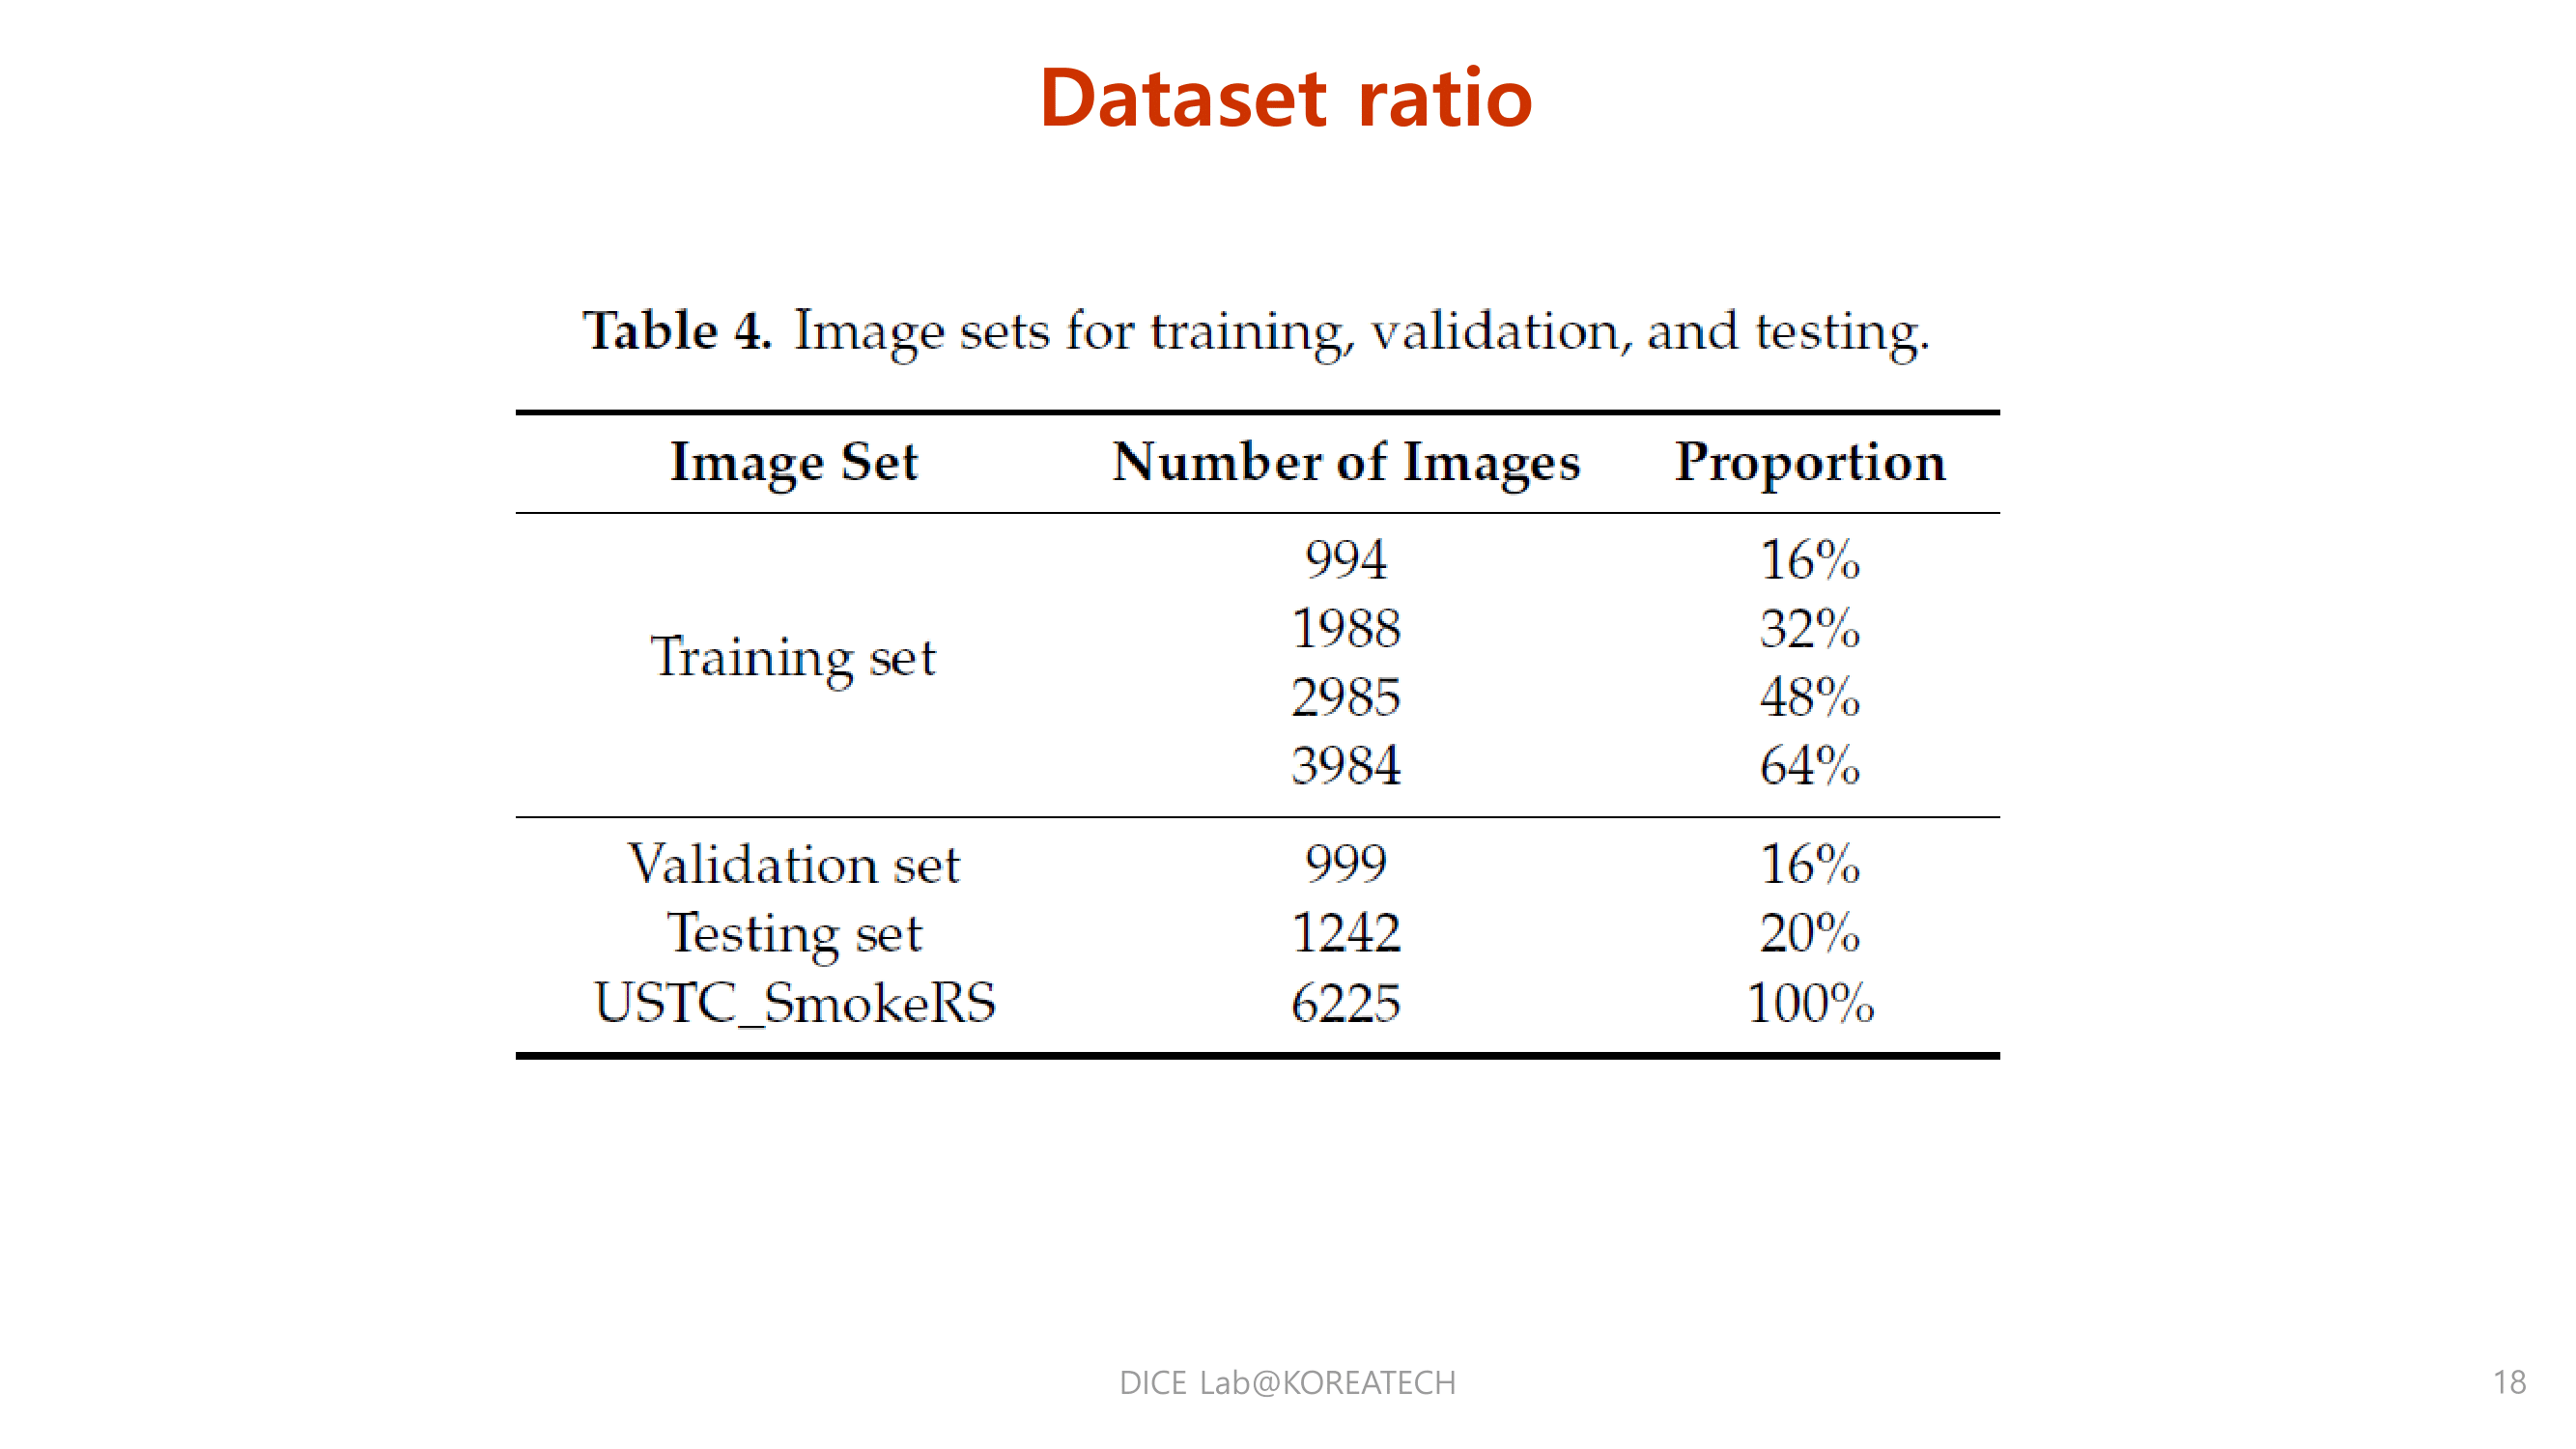 Dataset ratio
Table 4. Image sets for training, validation, and testing.
Image Set Number of Images Proportion
Training set
994 16%
1988 32%
2985 48%
3984 64%
Validation set 999 16%
Testing set 1242 20%
USTC_SmokeRS 6225 100%
DICE Lab@KOREATECH
18